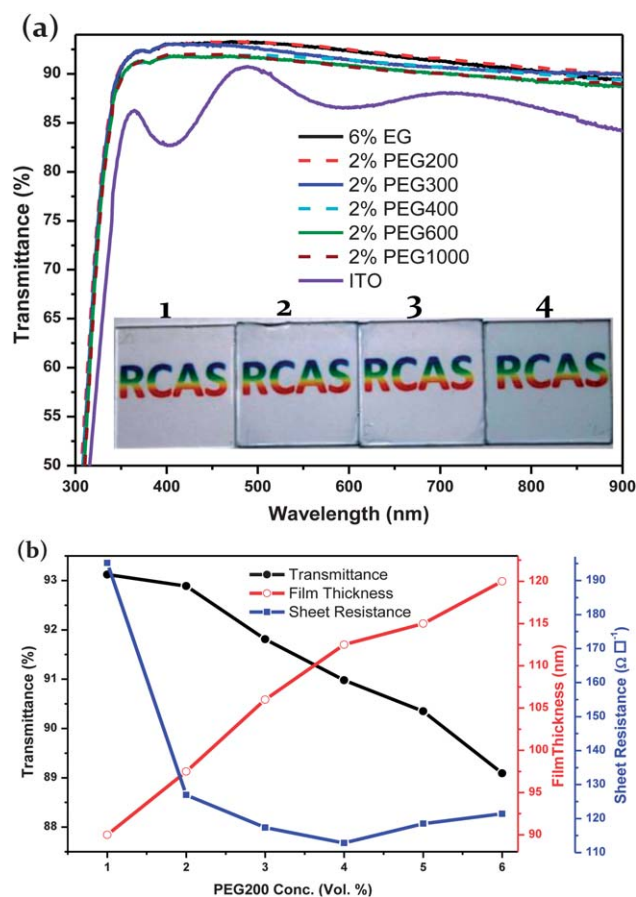 (a)
90
85
80
75
70
65
60
55
50
Transmittance (%)
6% EG
2% PEG200
2% PEG300
2% PEG400
2% PEG600
2% PEG1000
ITO
1 2 3 4
RCAS RCAS RCAS RCAS
300 400 500 600 700 800 900
Wavelength (nm)
(b)
93
92
91
90
89
88
Transmittance (%)
Transmittance
Film Thickness
Sheet Resistance
120
115
110
105
100
95
90
FilmThickness (nm)
190
180
170
160
150
140
130
120
110
Sheet Resistance (Ω □⁻¹)
1 2 3 4 5 6
PEG200 Conc. (Vol. %)